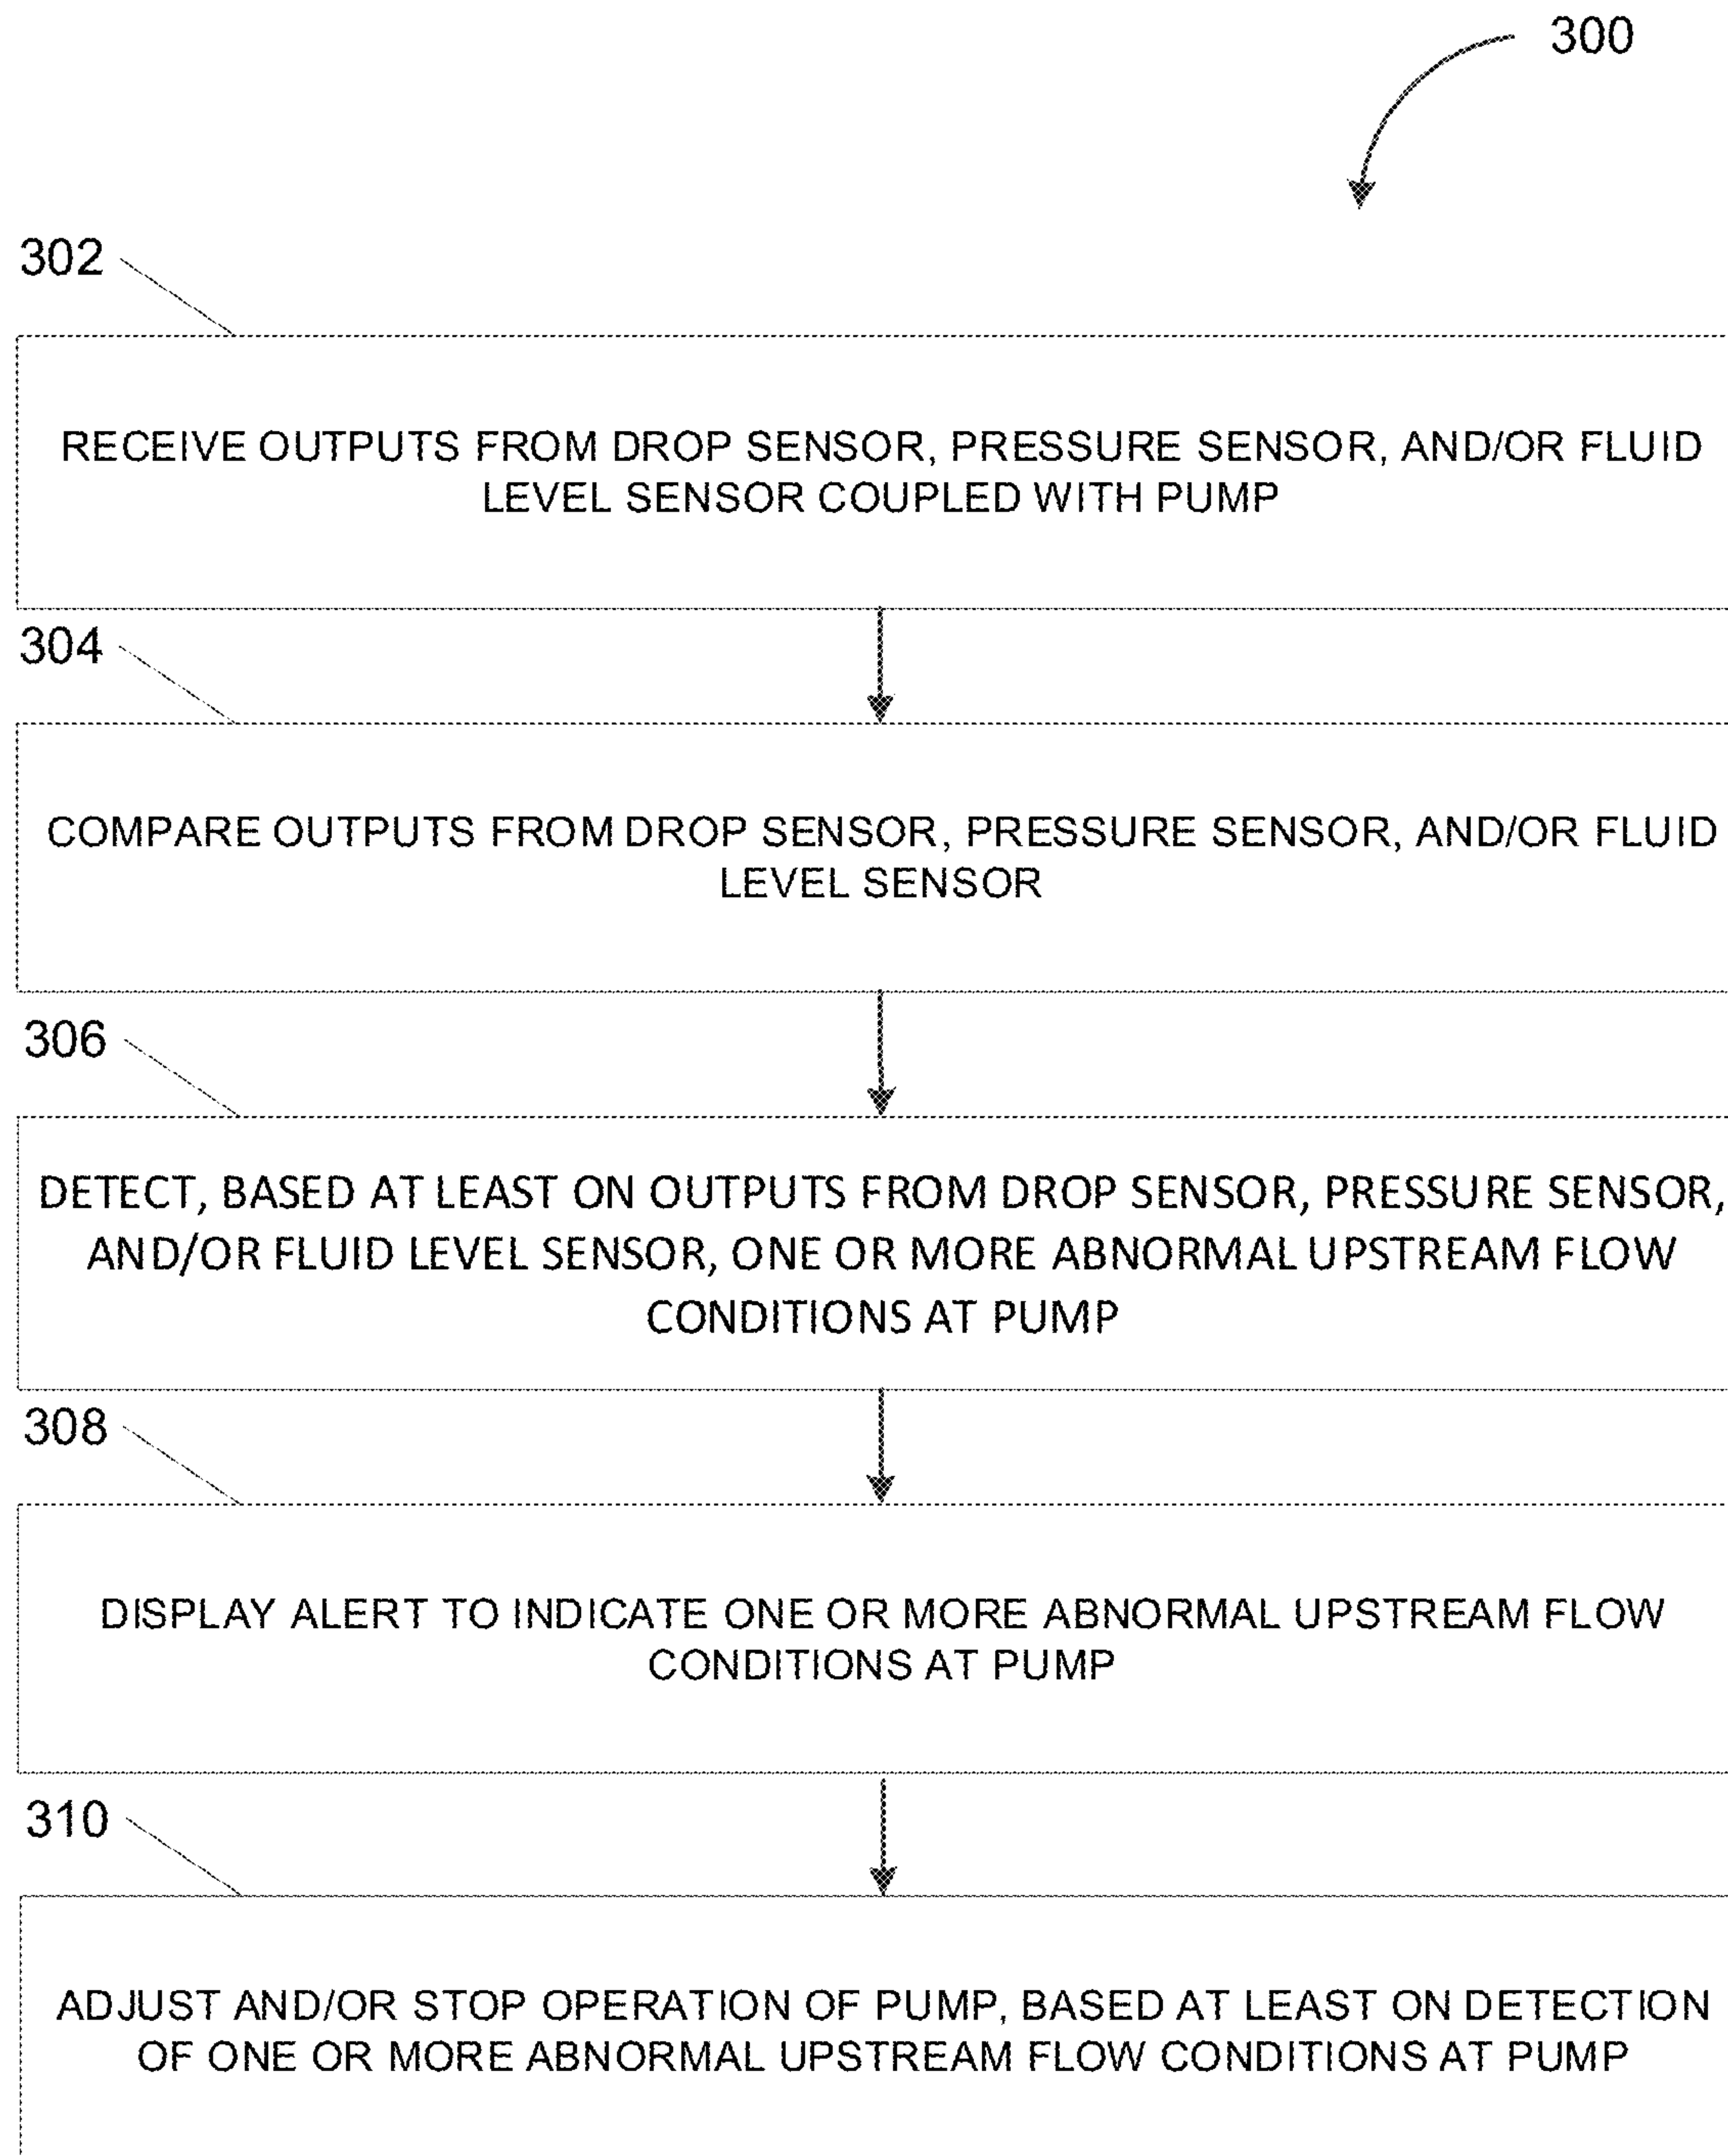 300
302
RECEIVE OUTPUTS FROM DROP SENSOR, PRESSURE SENSOR, AND/OR FLUID
LEVEL SENSOR COUPLED WITH PUMP
304
COMPARE OUTPUTS FROM DROP SENSOR, PRESSURE SENSOR, AND/OR FLUID
LEVEL SENSOR
306
DETECT, BASED AT LEAST ON OUTPUTS FROM DROP SENSOR, PRESSURE SENSOR,
AND/OR FLUID LEVEL SENSOR, ONE OR MORE ABNORMAL UPSTREAM FLOW
CONDITIONS AT PUMP
308
DISPLAY ALERT TO INDICATE ONE OR MORE ABNORMAL UPSTREAM FLOW
CONDITIONS AT PUMP
310
ADJUST AND/OR STOP OPERATION OF PUMP, BASED AT LEAST ON DETECTION
OF ONE OR MORE ABNORMAL UPSTREAM FLOW CONDITIONS AT PUMP